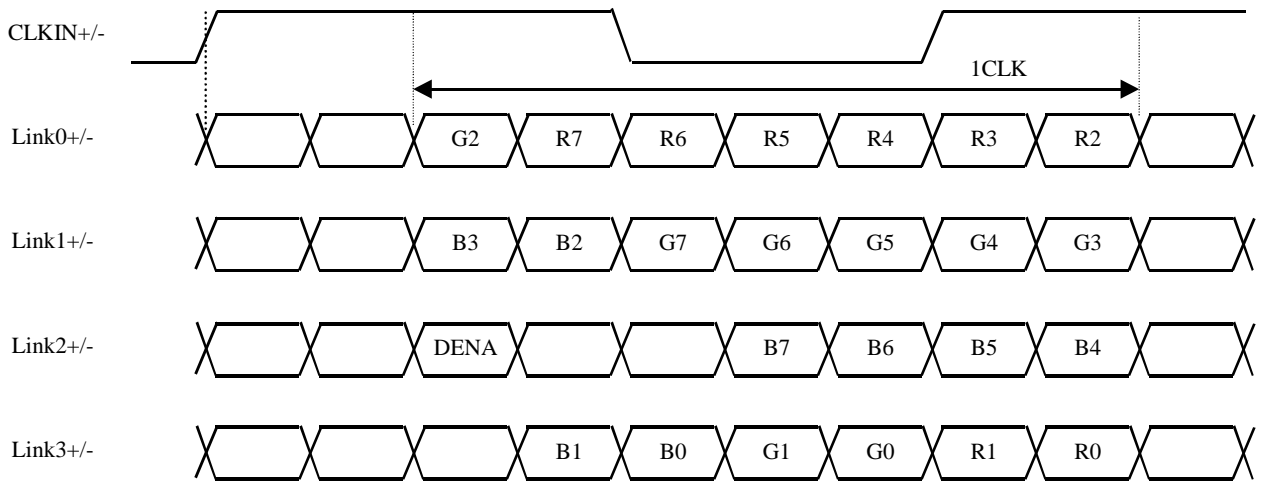 CLKIN+/-
1CLK
Link0+/- G2 R7 R6 R5 R4 R3 R2
Link1+/- B3 B2 G7 G6 G5 G4 G3
Link2+/- DENA B7 B6 B5 B4
Link3+/- B1 B0 G1 G0 R1 R0